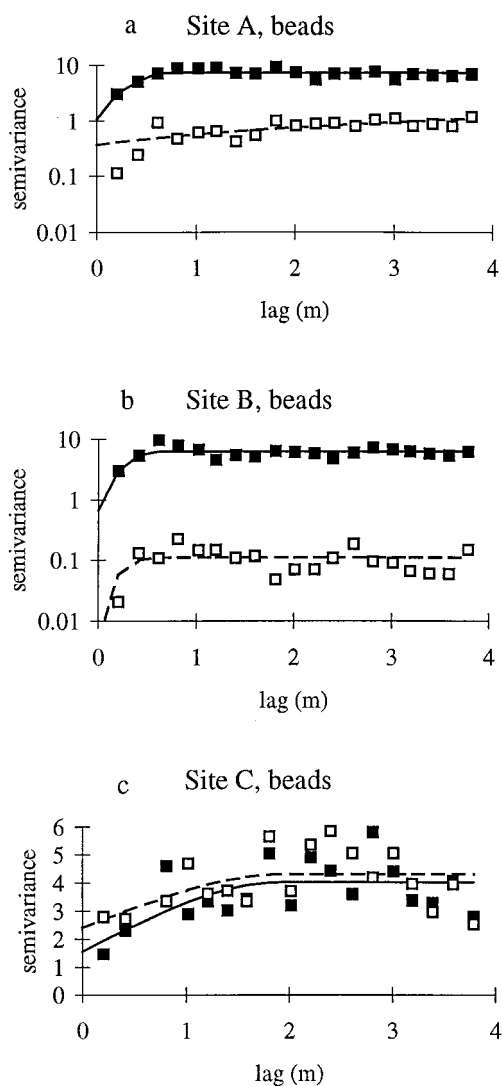 a Site A, beads
10
1
0.1
0.01
semivariance
0 1 2 3 4
lag (m)
b Site B, beads
10
1
0.1
0.01
semivariance
0 1 2 3 4
lag (m)
c Site C, beads
6
5
4
3
2
1
0
semivariance
0 1 2 3 4
lag (m)